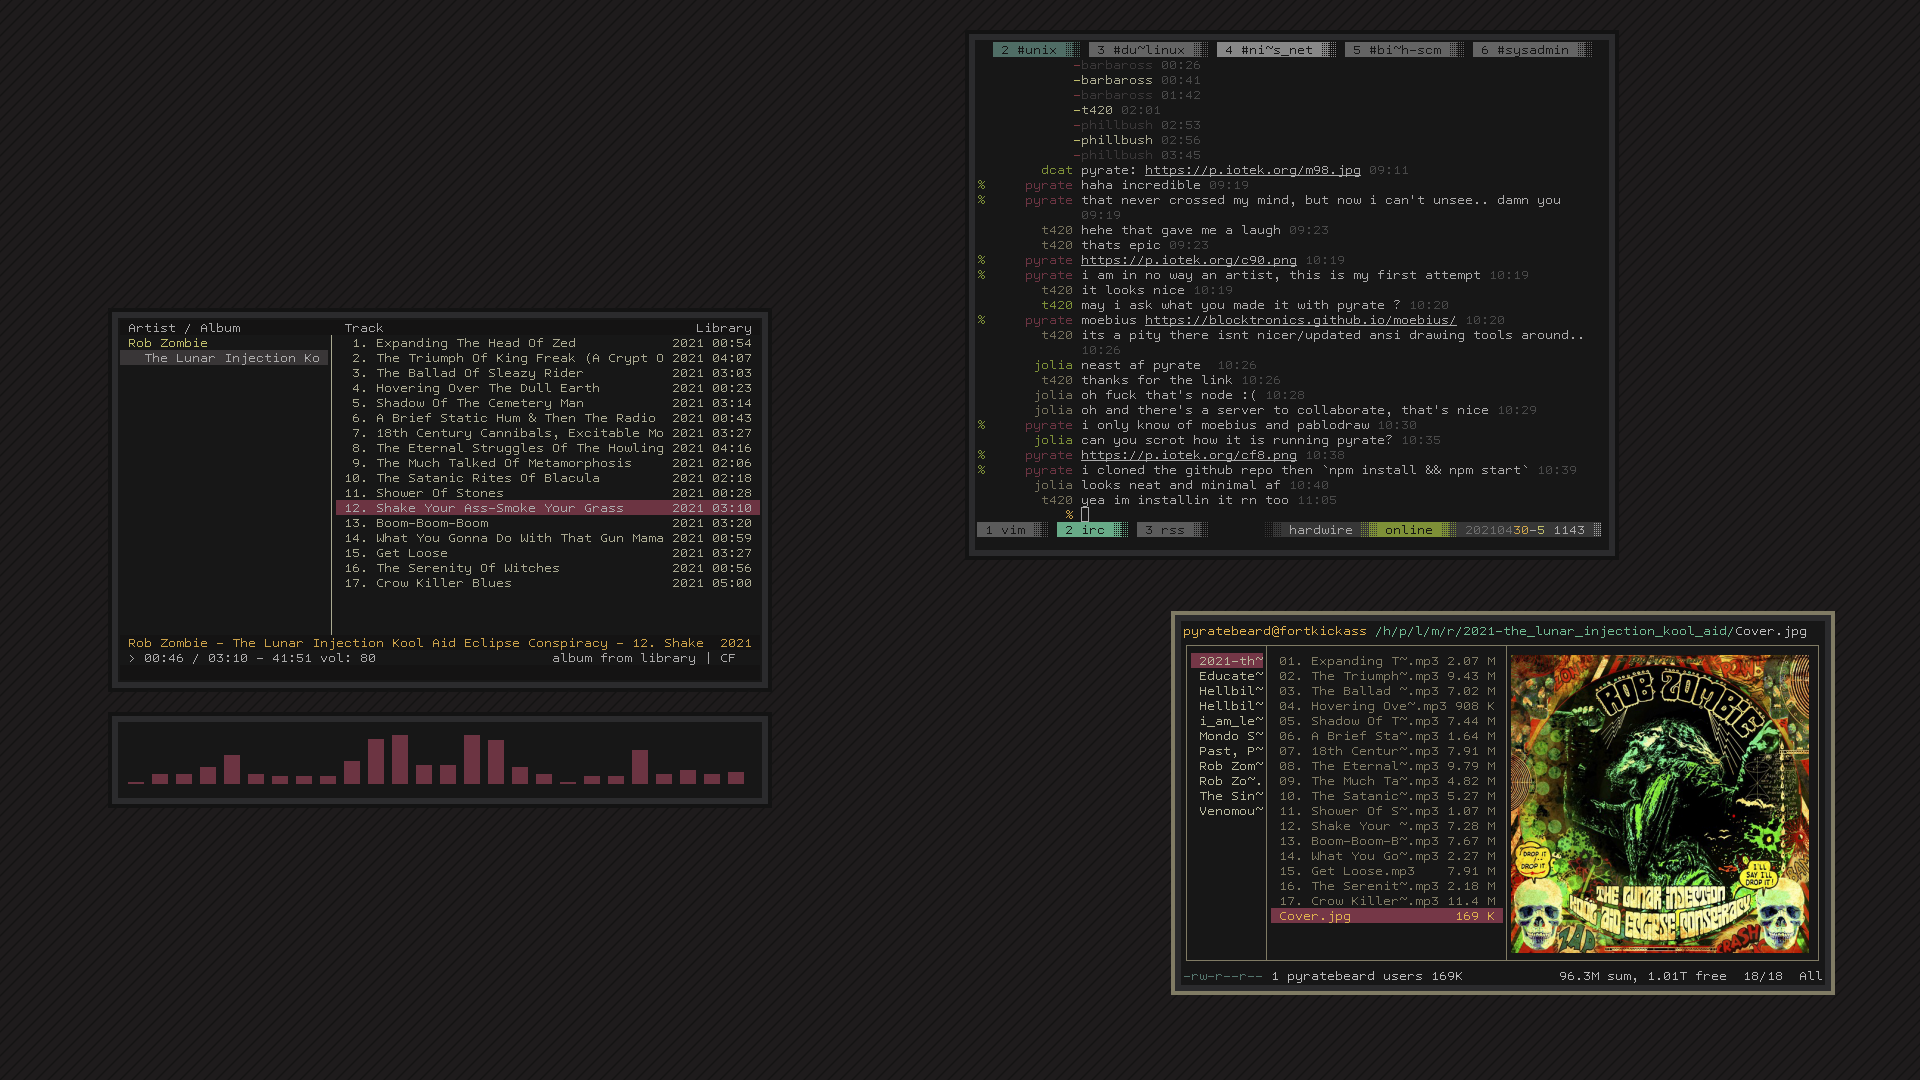 2 #unix 3 #du~linux 4 #ni~s_net 5 #bi~h-scm 6 #sysadmin
-barbaross 00:26
-barbaross 00:41
-barbaross 01:42
-t420 02:01
-phillbush 02:53
-phillbush 02:56
-phillbush 03:45
dcat pyrate: https://p.iotek.org/m98.jpg 09:11
% pyrate haha incredible 09:19
% pyrate that never crossed my mind, but now i can't unsee.. damn you
09:19
t420 hehe that gave me a laugh 09:23
t420 thats epic 09:23
% pyrate https://p.iotek.org/c90.png 10:19
% pyrate i am in no way an artist, this is my first attempt 10:19
t420 it looks nice 10:19
t420 may i ask what you made it with pyrate ? 10:20
% pyrate moebius https://blocktronics.github.io/moebius/ 10:20
t420 its a pity there isnt nicer/updated ansi drawing tools around..
10:26
jolia neast af pyrate 10:26
t420 thanks for the link 10:26
jolia oh fuck that's node :( 10:28
jolia oh and there's a server to collaborate, that's nice 10:29
% pyrate i only know of moebius and pablodraw 10:30
jolia can you scrot how it is running pyrate? 10:35
% pyrate https://p.iotek.org/cf8.png 10:38
% pyrate i cloned the github repo then `npm install && npm start` 10:39
jolia looks neat and minimal af 10:40
t420 yea im installin it rn too 11:05
%
1 vim 2 irc 3 rss hardwire online 20210430-5 1143
Artist / Album Track Library
Rob Zombie 1. Expanding The Head Of Zed 2021 00:54
The Lunar Injection Ko 2. The Triumph Of King Freak (A Crypt O 2021 04:07
3. The Ballad Of Sleazy Rider 2021 03:03
4. Hovering Over The Dull Earth 2021 00:23
5. Shadow Of The Cemetery Man 2021 03:14
6. A Brief Static Hum & Then The Radio 2021 00:43
7. 18th Century Cannibals, Excitable Mo 2021 03:27
8. The Eternal Struggles Of The Howling 2021 04:16
9. The Much Talked Of Metamorphosis 2021 02:06
10. The Satanic Rites Of Blacula 2021 02:18
11. Shower Of Stones 2021 00:28
12. Shake Your Ass-Smoke Your Grass 2021 03:10
13. Boom-Boom-Boom 2021 03:20
14. What You Gonna Do With That Gun Mama 2021 00:59
15. Get Loose 2021 03:27
16. The Serenity Of Witches 2021 00:56
17. Crow Killer Blues 2021 05:00
Rob Zombie - The Lunar Injection Kool Aid Eclipse Conspiracy - 12. Shake 2021
> 00:46 / 03:10 - 41:51 vol: 80 album from library | CF
pyratebeard@fortkickass /h/p/l/m/r/2021-the_lunar_injection_kool_aid/Cover.jpg
2021-th~ 01. Expanding T~.mp3 2.07 M
Educate~ 02. The Triumph~.mp3 9.43 M
Hellbil~ 03. The Ballad ~.mp3 7.02 M
Hellbil~ 04. Hovering Ove~.mp3 908 K
i_am_le~ 05. Shadow Of T~.mp3 7.44 M
Mondo S~ 06. A Brief Sta~.mp3 1.64 M
Past, P~ 07. 18th Centur~.mp3 7.91 M
Rob Zom~ 08. The Eternal~.mp3 9.79 M
Rob Zo~. 09. The Much Ta~.mp3 4.82 M
The Sin~ 10. The Satanic~.mp3 5.27 M
Venomou~ 11. Shower Of S~.mp3 1.07 M
12. Shake Your ~.mp3 7.28 M
13. Boom-Boom-B~.mp3 7.67 M
14. What You Go~.mp3 2.27 M
15. Get Loose.mp3 7.91 M
16. The Serenit~.mp3 2.18 M
17. Crow Killer~.mp3 11.4 M
Cover.jpg 169 K
ROB ZOMBIE
DROP IT
DROP IT
I'LL
SAY I'LL
DROP IT!
THE LUNAR INJECTION
KOOL AID ECLIPSE CONSPIRACY
CRASH
-rw-r--r-- 1 pyratebeard users 169K 96.3M sum, 1.01T free 18/18 All